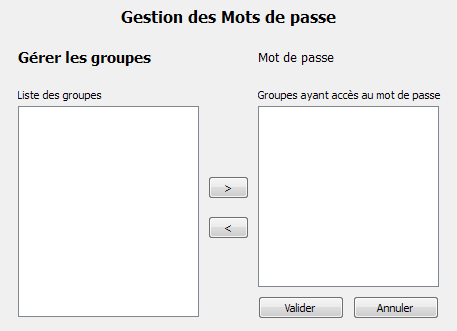 Gestion des Mots de passe
Gérer les groupes
Mot de passe
Liste des groupes
Groupes ayant accès au mot de passe
>
<
Valider
Annuler